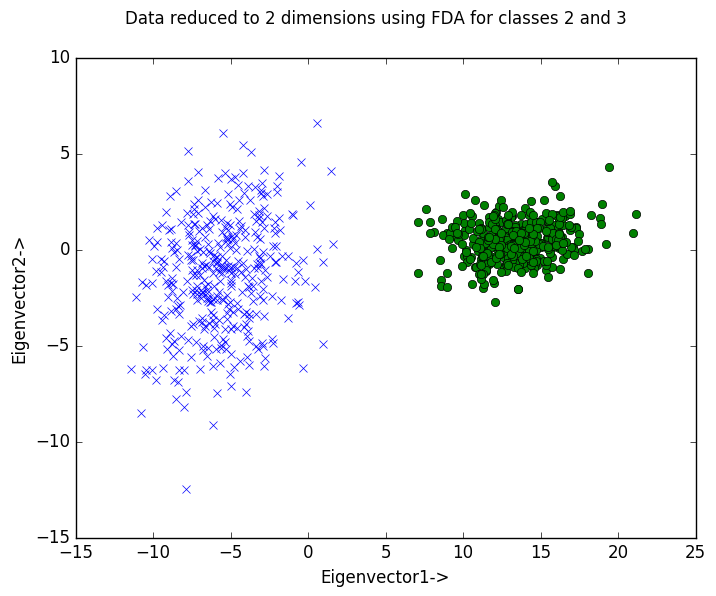 Data reduced to 2 dimensions using FDA for classes 2 and 3
10
5
0
−5
−10
−15
Eigenvector2->
−15 −10 −5 0 5 10 15 20 25
Eigenvector1->